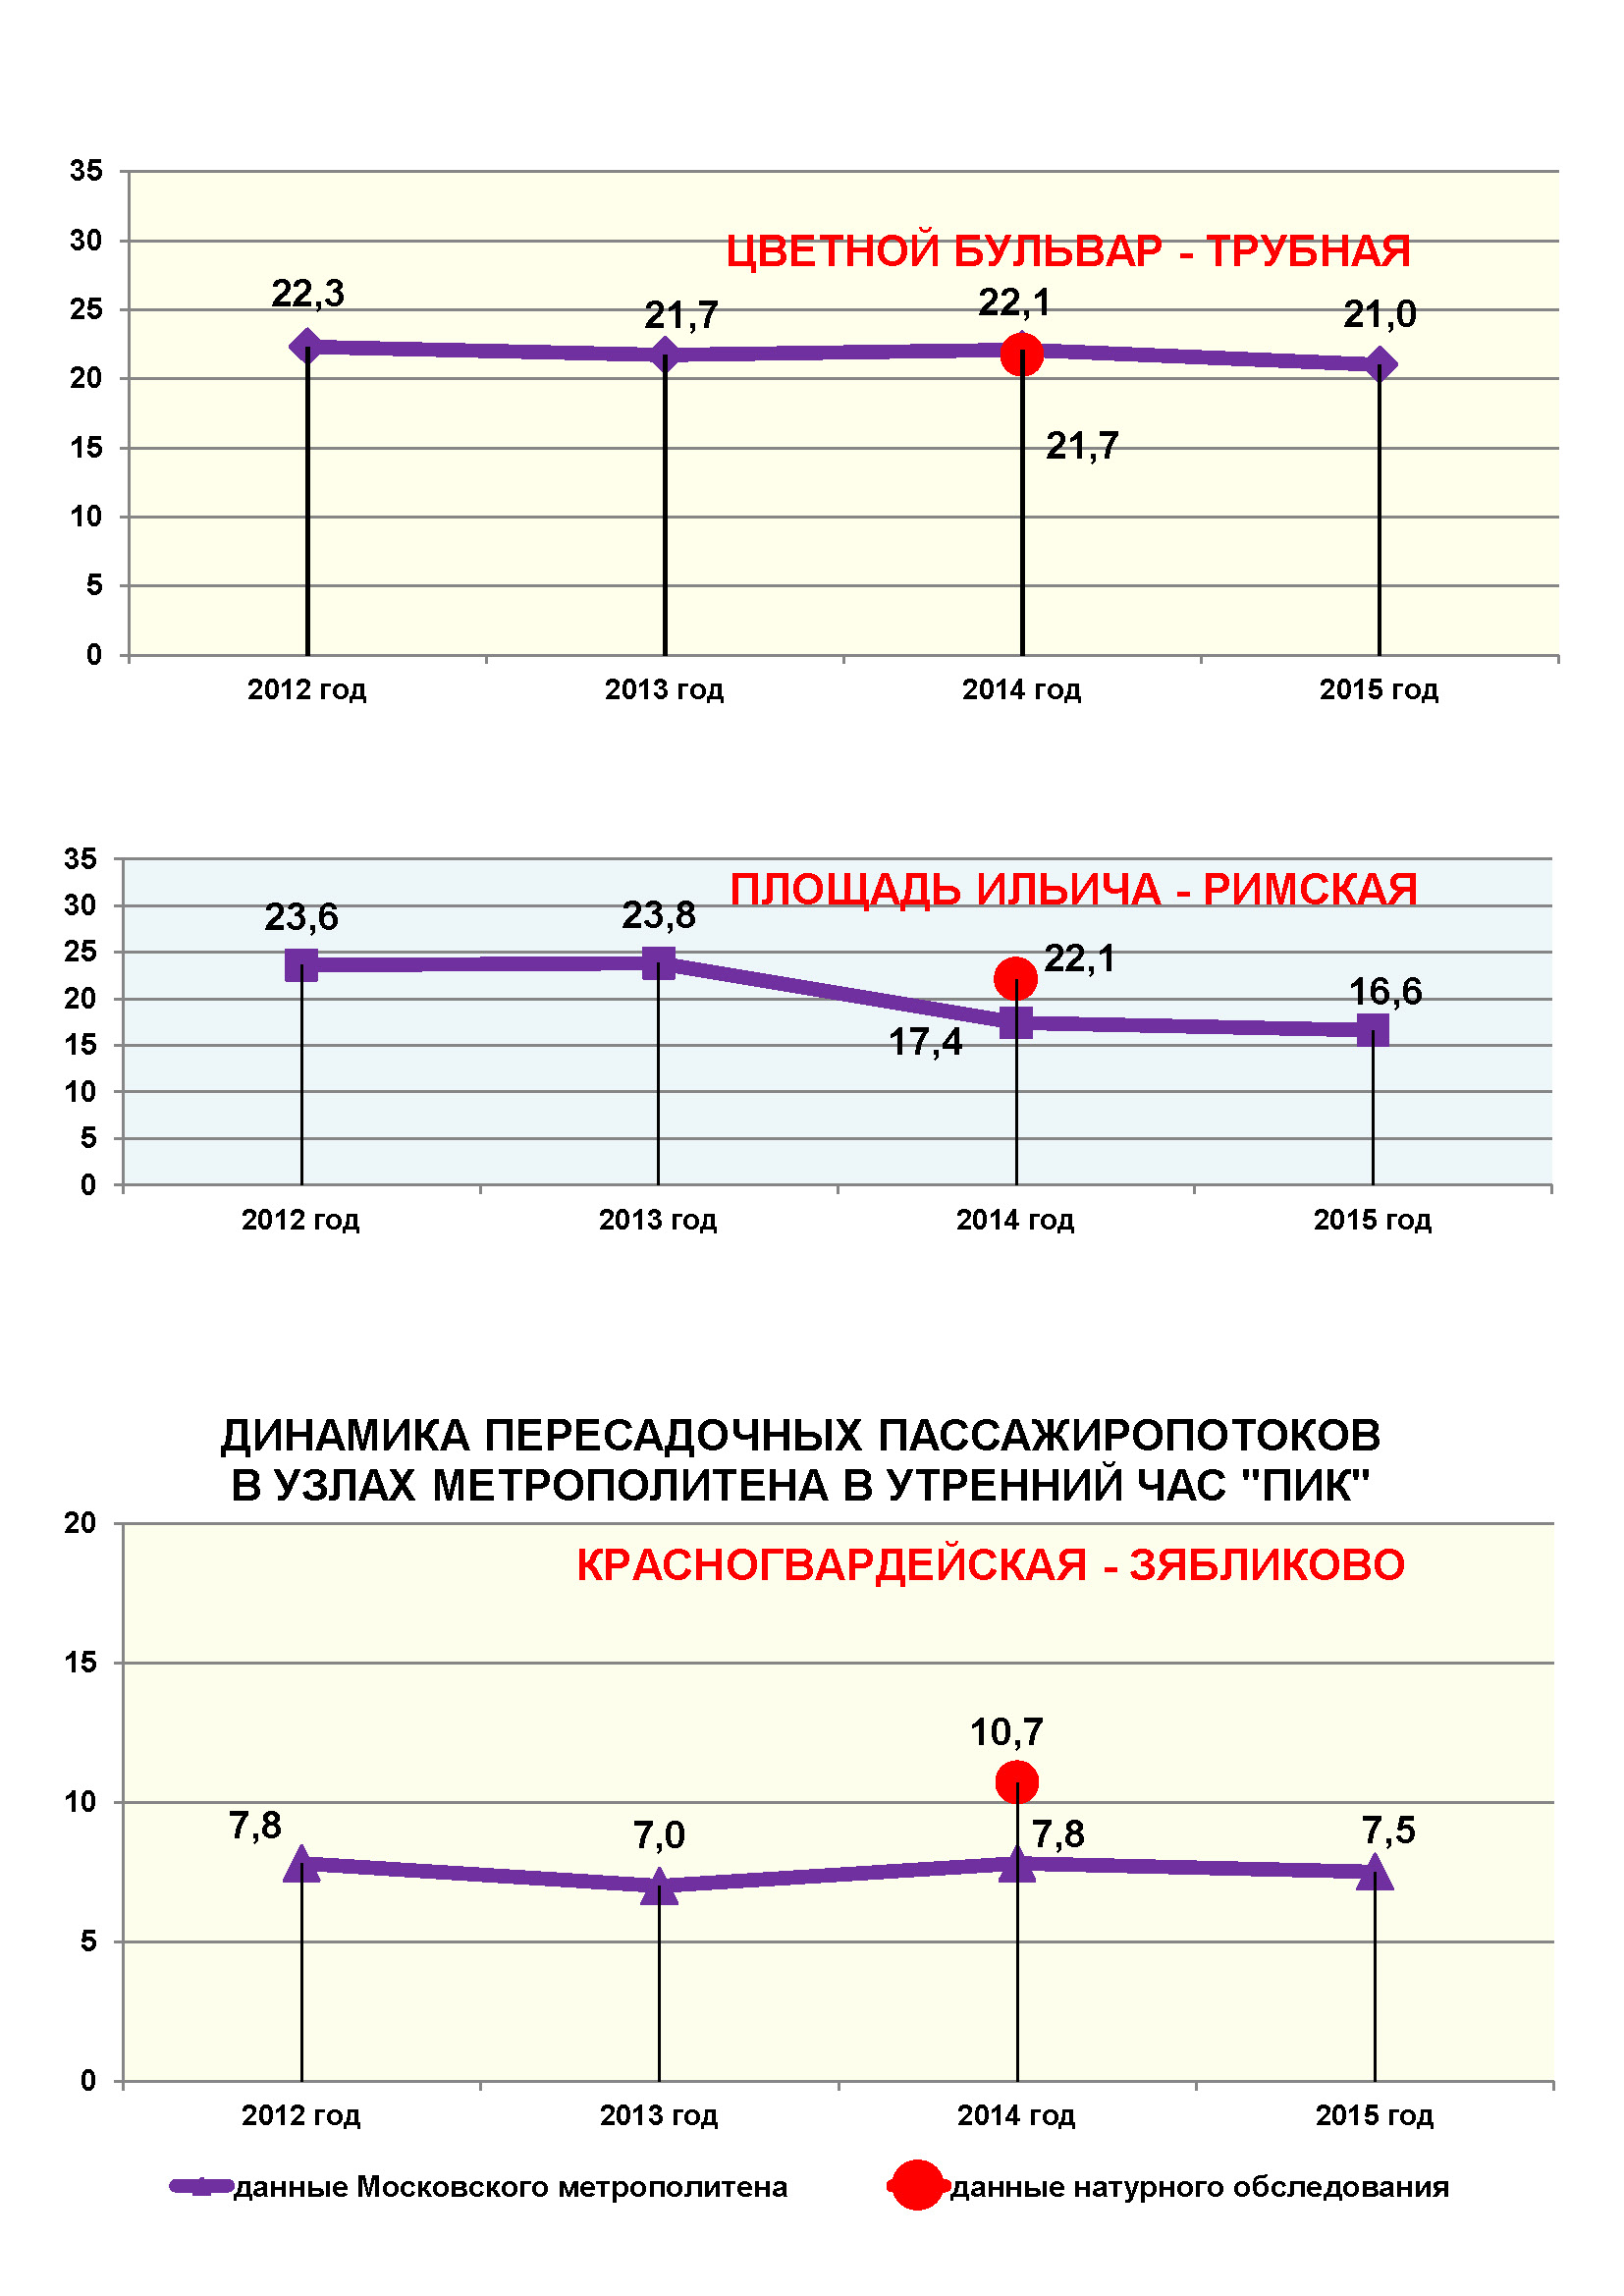 35
30
25
20
15
10
5
0
ЦВЕТНОЙ БУЛЬВАР - ТРУБНАЯ
22,3
21,7
22,1
21,0
21,7
2012 год
2013 год
2014 год
2015 год
35
30
25
20
15
10
5
0
ПЛОЩАДЬ ИЛЬИЧА - РИМСКАЯ
23,6
23,8
22,1
17,4
16,6
2012 год
2013 год
2014 год
2015 год
ДИНАМИКА ПЕРЕСАДОЧНЫХ ПАССАЖИРОПОТОКОВ
В УЗЛАХ МЕТРОПОЛИТЕНА В УТРЕННИЙ ЧАС "ПИК"
20
15
10
5
0
КРАСНОГВАРДЕЙСКАЯ - ЗЯБЛИКОВО
10,7
7,8
7,0
7,8
7,5
2012 год
2013 год
2014 год
2015 год
данные Московского метрополитена
данные натурного обследования